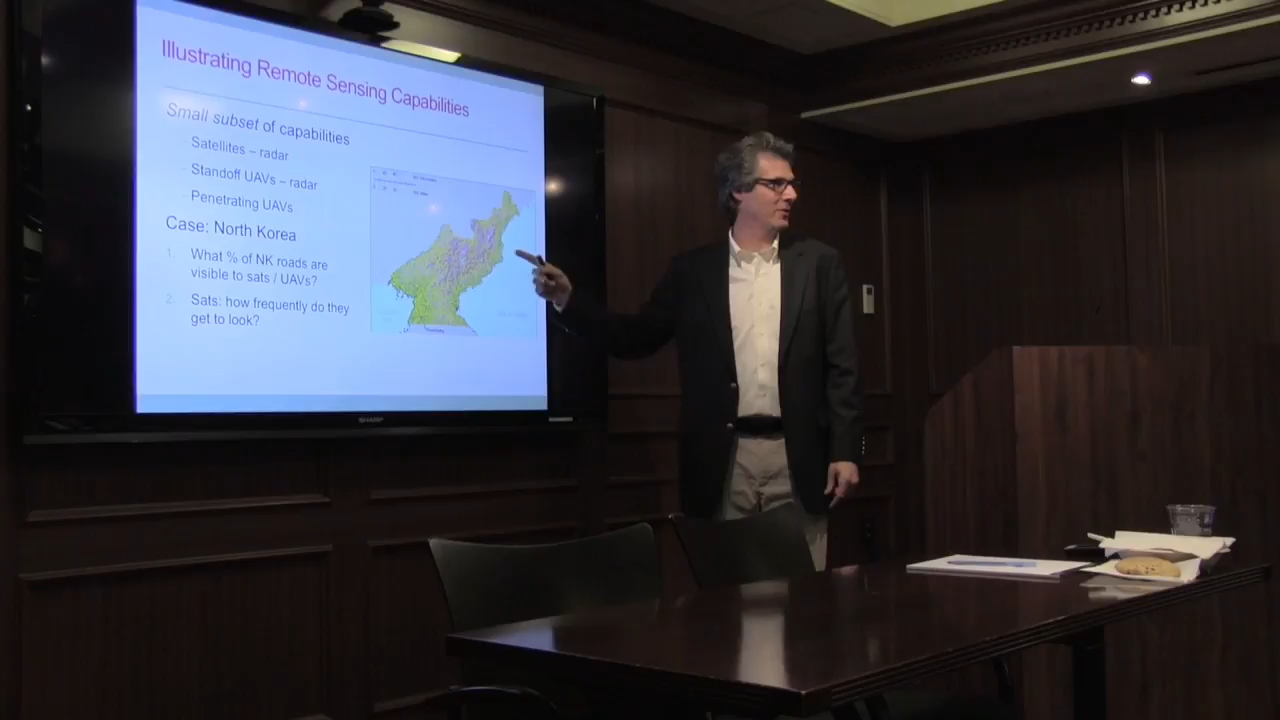 Illustrating Remote Sensing Capabilities
Small subset of capabilities
Satellites – radar
Standoff UAVs – radar
Penetrating UAVs
Case: North Korea
1. What % of NK roads are
visible to sats / UAVs?
2. Sats: how frequently do they
get to look?
SHARP